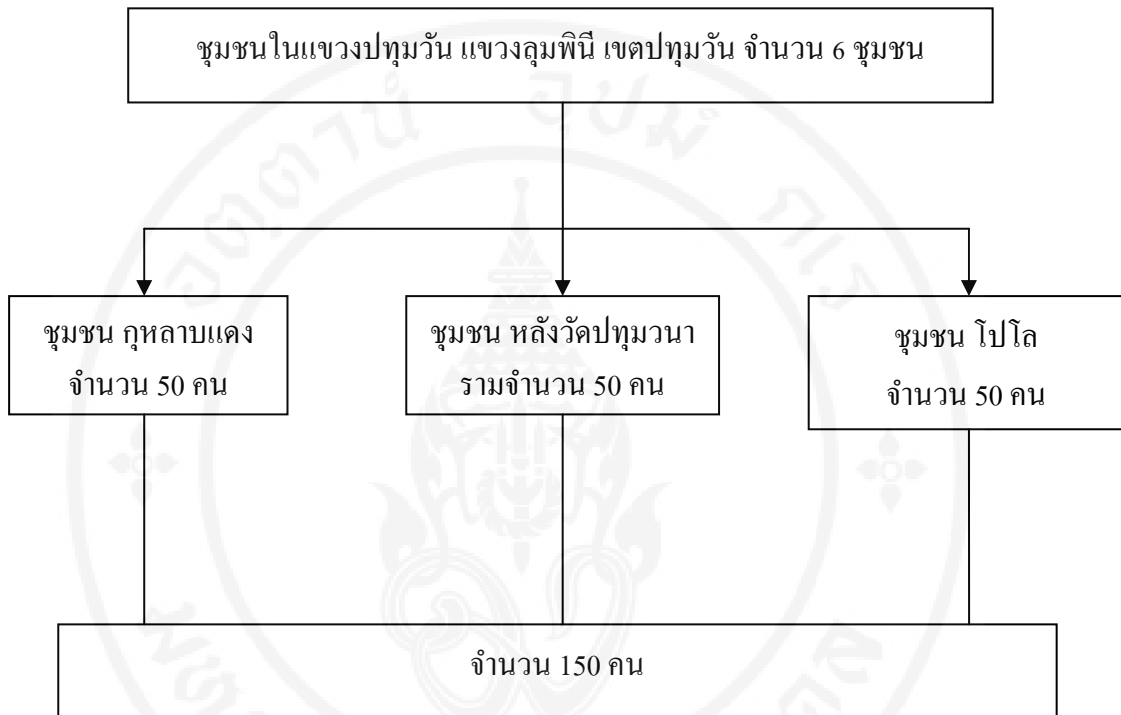 ชุมชนในแขวงปทุมวัน แขวงลุมพินี เขตปทุมวัน จำนวน 6 ชุมชน
ชุมชน กุหลาบแดง
จำนวน 50 คน
ชุมชน หลังวัดปทุมวนา
รามจำนวน 50 คน
ชุมชน โปโล
จำนวน 50 คน
จำนวน 150 คน